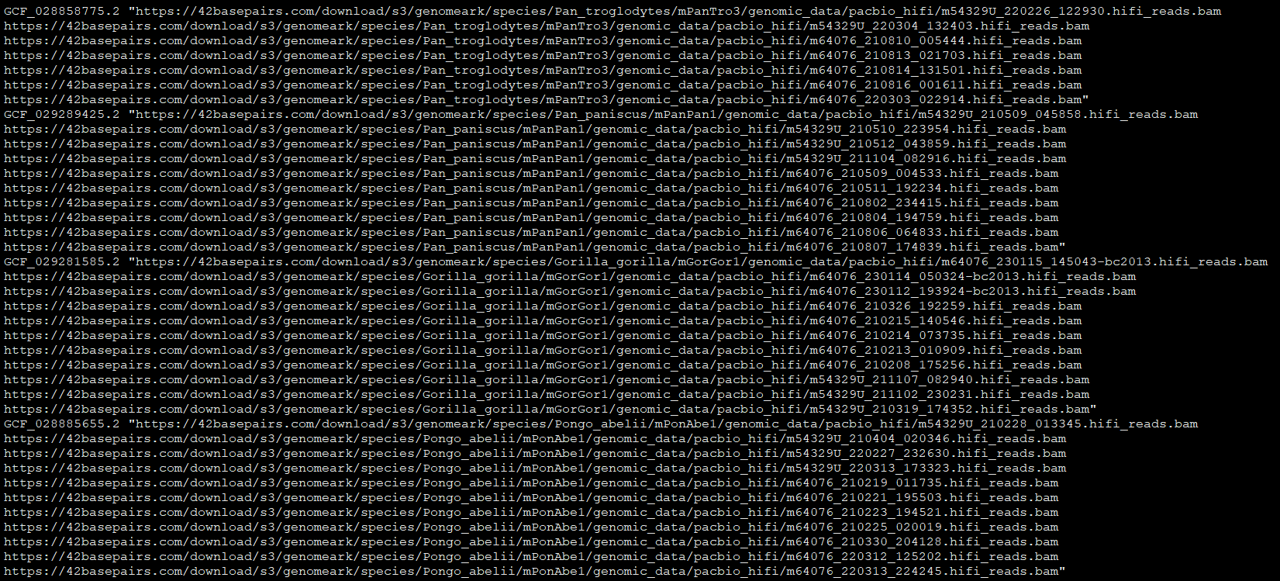 GCF_028858775.2 "https://42basepairs.com/download/s3/genomeark/species/Pan_troglodytes/mPanTro3/genomic_data/pacbio_hifi/m54329U_220226_122930.hifi_reads.bam
https://42basepairs.com/download/s3/genomeark/species/Pan_troglodytes/mPanTro3/genomic_data/pacbio_hifi/m54329U_220304_132403.hifi_reads.bam
https://42basepairs.com/download/s3/genomeark/species/Pan_troglodytes/mPanTro3/genomic_data/pacbio_hifi/m64076_210810_005444.hifi_reads.bam
https://42basepairs.com/download/s3/genomeark/species/Pan_troglodytes/mPanTro3/genomic_data/pacbio_hifi/m64076_210813_021703.hifi_reads.bam
https://42basepairs.com/download/s3/genomeark/species/Pan_troglodytes/mPanTro3/genomic_data/pacbio_hifi/m64076_210814_131501.hifi_reads.bam
https://42basepairs.com/download/s3/genomeark/species/Pan_troglodytes/mPanTro3/genomic_data/pacbio_hifi/m64076_210816_001611.hifi_reads.bam
https://42basepairs.com/download/s3/genomeark/species/Pan_troglodytes/mPanTro3/genomic_data/pacbio_hifi/m64076_220303_022914.hifi_reads.bam"
GCF_029289425.2 "https://42basepairs.com/download/s3/genomeark/species/Pan_paniscus/mPanPan1/genomic_data/pacbio_hifi/m54329U_210509_045858.hifi_reads.bam
https://42basepairs.com/download/s3/genomeark/species/Pan_paniscus/mPanPan1/genomic_data/pacbio_hifi/m54329U_210510_223954.hifi_reads.bam
https://42basepairs.com/download/s3/genomeark/species/Pan_paniscus/mPanPan1/genomic_data/pacbio_hifi/m54329U_210512_043859.hifi_reads.bam
https://42basepairs.com/download/s3/genomeark/species/Pan_paniscus/mPanPan1/genomic_data/pacbio_hifi/m54329U_211104_082916.hifi_reads.bam
https://42basepairs.com/download/s3/genomeark/species/Pan_paniscus/mPanPan1/genomic_data/pacbio_hifi/m64076_210509_004533.hifi_reads.bam
https://42basepairs.com/download/s3/genomeark/species/Pan_paniscus/mPanPan1/genomic_data/pacbio_hifi/m64076_210511_192234.hifi_reads.bam
https://42basepairs.com/download/s3/genomeark/species/Pan_paniscus/mPanPan1/genomic_data/pacbio_hifi/m64076_210802_234415.hifi_reads.bam
https://42basepairs.com/download/s3/genomeark/species/Pan_paniscus/mPanPan1/genomic_data/pacbio_hifi/m64076_210804_194759.hifi_reads.bam
https://42basepairs.com/download/s3/genomeark/species/Pan_paniscus/mPanPan1/genomic_data/pacbio_hifi/m64076_210806_064833.hifi_reads.bam
https://42basepairs.com/download/s3/genomeark/species/Pan_paniscus/mPanPan1/genomic_data/pacbio_hifi/m64076_210807_174839.hifi_reads.bam"
GCF_029281585.2 "https://42basepairs.com/download/s3/genomeark/species/Gorilla_gorilla/mGorGor1/genomic_data/pacbio_hifi/m64076_230115_145043-bc2013.hifi_reads.bam
https://42basepairs.com/download/s3/genomeark/species/Gorilla_gorilla/mGorGor1/genomic_data/pacbio_hifi/m64076_230114_050324-bc2013.hifi_reads.bam
https://42basepairs.com/download/s3/genomeark/species/Gorilla_gorilla/mGorGor1/genomic_data/pacbio_hifi/m64076_230112_193924-bc2013.hifi_reads.bam
https://42basepairs.com/download/s3/genomeark/species/Gorilla_gorilla/mGorGor1/genomic_data/pacbio_hifi/m64076_210326_192259.hifi_reads.bam
https://42basepairs.com/download/s3/genomeark/species/Gorilla_gorilla/mGorGor1/genomic_data/pacbio_hifi/m64076_210215_140546.hifi_reads.bam
https://42basepairs.com/download/s3/genomeark/species/Gorilla_gorilla/mGorGor1/genomic_data/pacbio_hifi/m64076_210214_073735.hifi_reads.bam
https://42basepairs.com/download/s3/genomeark/species/Gorilla_gorilla/mGorGor1/genomic_data/pacbio_hifi/m64076_210213_010909.hifi_reads.bam
https://42basepairs.com/download/s3/genomeark/species/Gorilla_gorilla/mGorGor1/genomic_data/pacbio_hifi/m64076_210208_175256.hifi_reads.bam
https://42basepairs.com/download/s3/genomeark/species/Gorilla_gorilla/mGorGor1/genomic_data/pacbio_hifi/m54329U_211107_082940.hifi_reads.bam
https://42basepairs.com/download/s3/genomeark/species/Gorilla_gorilla/mGorGor1/genomic_data/pacbio_hifi/m54329U_211102_230231.hifi_reads.bam
https://42basepairs.com/download/s3/genomeark/species/Gorilla_gorilla/mGorGor1/genomic_data/pacbio_hifi/m54329U_210319_174352.hifi_reads.bam"
GCF_028885655.2 "https://42basepairs.com/download/s3/genomeark/species/Pongo_abelii/mPonAbe1/genomic_data/pacbio_hifi/m54329U_210228_013345.hifi_reads.bam
https://42basepairs.com/download/s3/genomeark/species/Pongo_abelii/mPonAbe1/genomic_data/pacbio_hifi/m54329U_210404_020346.hifi_reads.bam
https://42basepairs.com/download/s3/genomeark/species/Pongo_abelii/mPonAbe1/genomic_data/pacbio_hifi/m54329U_220227_232630.hifi_reads.bam
https://42basepairs.com/download/s3/genomeark/species/Pongo_abelii/mPonAbe1/genomic_data/pacbio_hifi/m54329U_220313_173323.hifi_reads.bam
https://42basepairs.com/download/s3/genomeark/species/Pongo_abelii/mPonAbe1/genomic_data/pacbio_hifi/m64076_210219_011735.hifi_reads.bam
https://42basepairs.com/download/s3/genomeark/species/Pongo_abelii/mPonAbe1/genomic_data/pacbio_hifi/m64076_210221_195503.hifi_reads.bam
https://42basepairs.com/download/s3/genomeark/species/Pongo_abelii/mPonAbe1/genomic_data/pacbio_hifi/m64076_210223_194521.hifi_reads.bam
https://42basepairs.com/download/s3/genomeark/species/Pongo_abelii/mPonAbe1/genomic_data/pacbio_hifi/m64076_210225_020019.hifi_reads.bam
https://42basepairs.com/download/s3/genomeark/species/Pongo_abelii/mPonAbe1/genomic_data/pacbio_hifi/m64076_210330_204128.hifi_reads.bam
https://42basepairs.com/download/s3/genomeark/species/Pongo_abelii/mPonAbe1/genomic_data/pacbio_hifi/m64076_220312_125202.hifi_reads.bam
https://42basepairs.com/download/s3/genomeark/species/Pongo_abelii/mPonAbe1/genomic_data/pacbio_hifi/m64076_220313_224245.hifi_reads.bam"